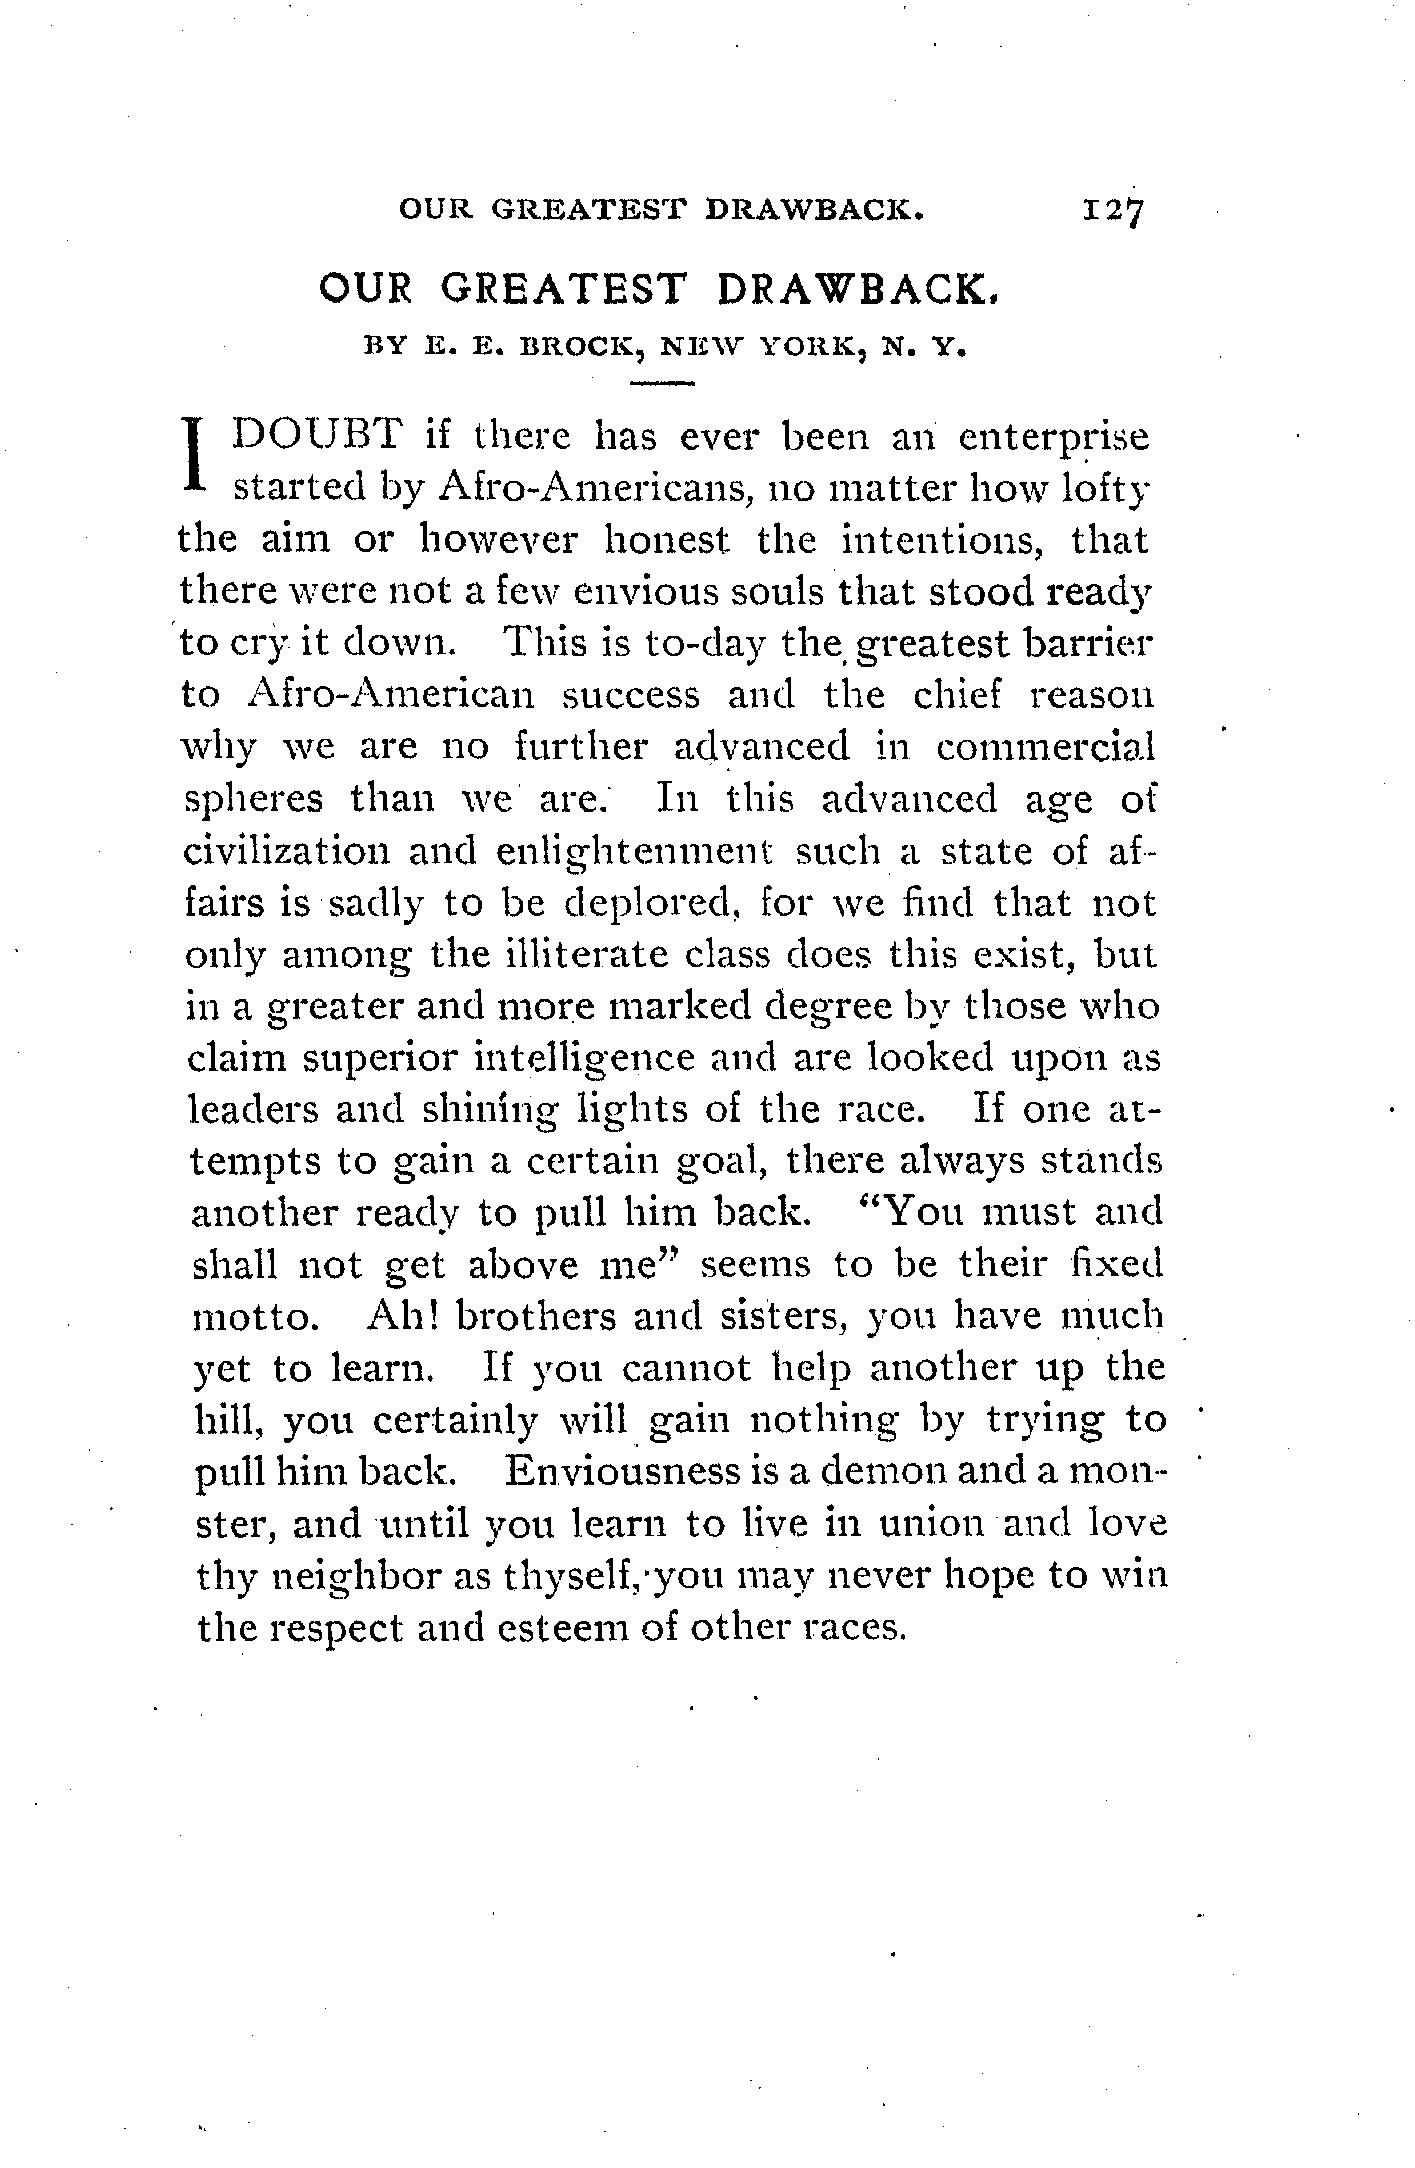 OUR GREATEST DRAWBACK. 127
OUR GREATEST DRAWBACK.
BY E. E. BROCK, NEW YORK, N. Y.
I DOUBT if there has ever been an enterprise
started by Afro-Americans, no matter how lofty
the aim or however honest the intentions, that
there were not a few envious souls that stood ready
to cry it down. This is to-day the greatest barrier
to Afro-American success and the chief reason
why we are no further advanced in commercial
spheres than we are. In this advanced age of
civilization and enlightenment such a state of af-
fairs is sadly to be deplored, for we find that not
only among the illiterate class does this exist, but
in a greater and more marked degree by those who
claim superior intelligence and are looked upon as
leaders and shining lights of the race. If one at-
tempts to gain a certain goal, there always stands
another ready to pull him back. "You must and
shall not get above me" seems to be their fixed
motto. Ah! brothers and sisters, you have much
yet to learn. If you cannot help another up the
hill, you certainly will gain nothing by trying to
pull him back. Enviousness is a demon and a mon-
ster, and until you learn to live in union and love
thy neighbor as thyself, you may never hope to win
the respect and esteem of other races.